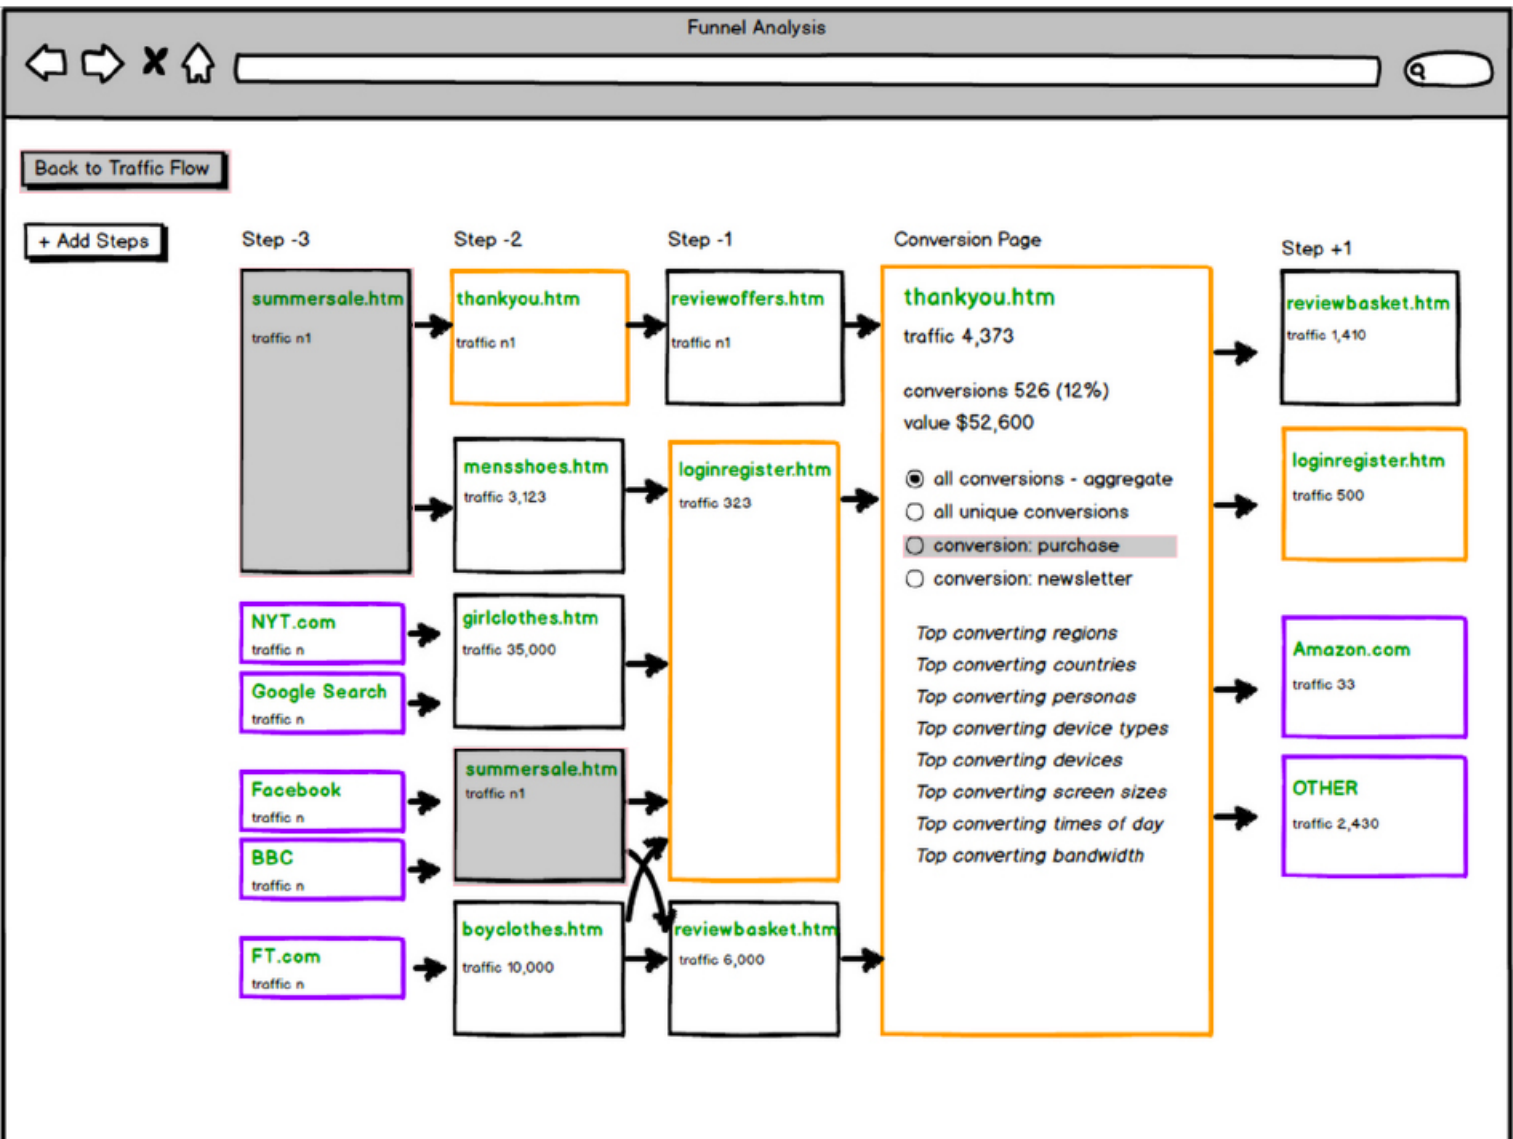 Funnel Analysis
Back to Traffic Flow
+ Add Steps
Step -3
Step -2
Step -1
Conversion Page
Step +1
summersale.htm
traffic n1
NYT.com
traffic n
Google Search
traffic n
Facebook
traffic n
BBC
traffic n
FT.com
traffic n
thankyou.htm
traffic n1
mensshoes.htm
traffic 3,123
girlclothes.htm
traffic 35,000
summersale.htm
traffic n1
boyclothes.htm
traffic 10,000
reviewoffers.htm
traffic n1
loginregister.htm
traffic 323
reviewbasket.htm
traffic 6,000
thankyou.htm
traffic 4,373
conversions 526 (12%)
value $52,600
all conversions - aggregate
all unique conversions
conversion: purchase
conversion: newsletter
Top converting regions
Top converting countries
Top converting personas
Top converting device types
Top converting devices
Top converting screen sizes
Top converting times of day
Top converting bandwidth
reviewbasket.htm
traffic 1,410
loginregister.htm
traffic 500
Amazon.com
traffic 33
OTHER
traffic 2,430